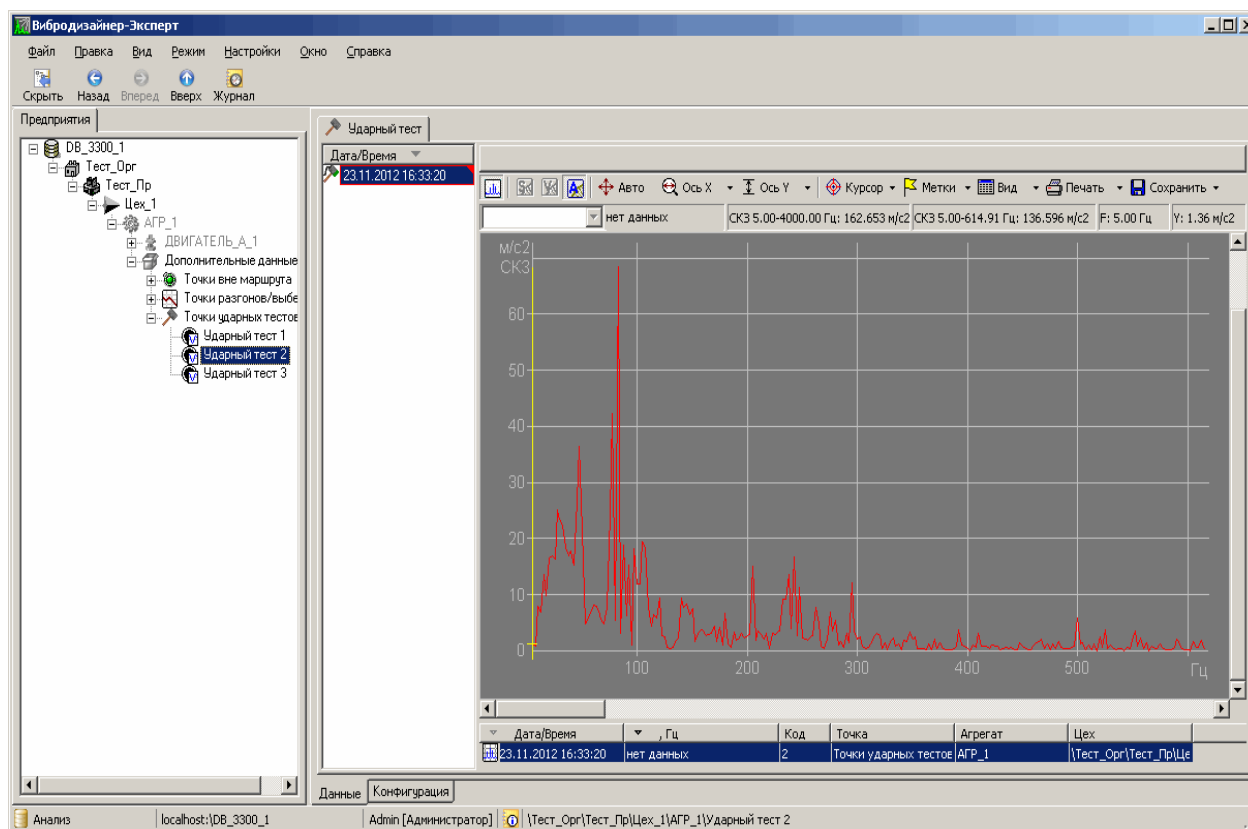 Вибродизайнер-Эксперт
Файл Правка Вид Режим Настройки Окно Справка
Скрыть Назад Вперед Вверх Журнал
Предприятия
DB_3300_1
Тест_Орг
Тест_Пр
Цех_1
АГР_1
ДВИГАТЕЛЬ_А_1
Дополнительные данные
Точки вне маршрута
Точки разгонов/выбе
Точки ударных тестов
Ударный тест 1
Ударный тест 2
Ударный тест 3
Ударный тест
Дата/Время
23.11.2012 16:33:20
Авто Ось X Ось Y Курсор Метки Вид Печать Сохранить
нет данных СКЗ 5.00-4000.00 Гц: 162.653 м/с2 СКЗ 5.00-614.91 Гц: 136.596 м/с2 F: 5.00 Гц Y: 1.36 м/с2
м/с2
СКЗ
60
50
40
30
20
10
0
100 200 300 400 500 Гц
Дата/Время , Гц Код Точка Агрегат Цех
23.11.2012 16:33:20 нет данных 2 Точки ударных тестов АГР_1 \Тест_Орг\Тест_Пр\Це
Данные Конфигурация
Анализ localhost:\DB_3300_1 Admin [Администратор] \Тест_Орг\Тест_Пр\Цех_1\АГР_1\Ударный тест 2